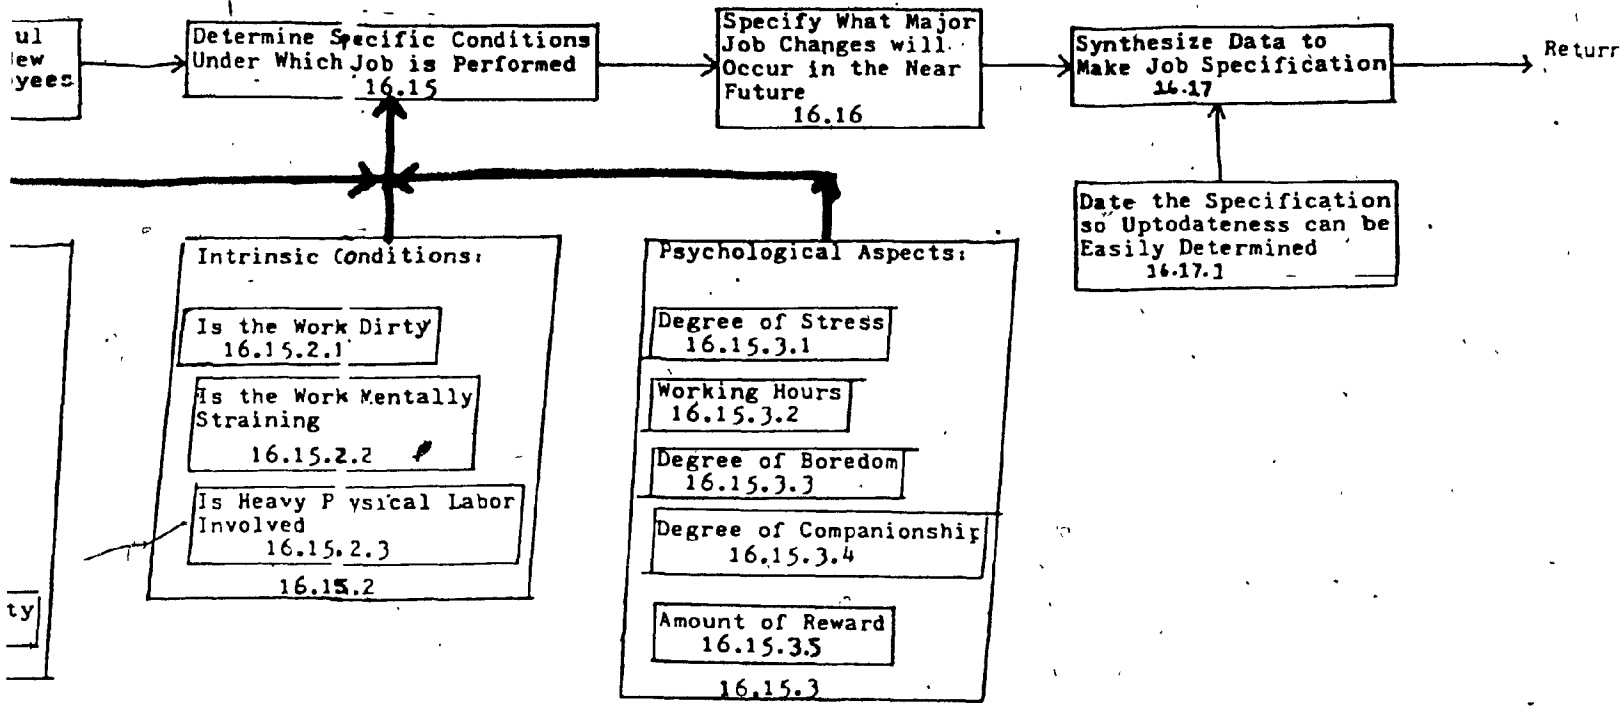 ul
yees
Determine Specific Conditions
Under Which Job is Performed
16.15
Specify What Major
Job Changes will
Occur in the Near
Future
16.16
Synthesize Data to
Make Job Specification
16.17
Returr
Date the Specification
so Uptodateness can be
Easily Determined
16.17.1
Intrinsic Conditions:
Is the Work Dirty
16.15.2.1
Is the Work Mentally
Straining
16.15.2.2
Is Heavy P ysical Labor
Involved
16.15.2.3
16.15.2
Psychological Aspects:
Degree of Stress
16.15.3.1
Working Hours
16.15.3.2
Degree of Boredom
16.15.3.3
Degree of Companionship
16.15.3.4
Amount of Reward
16.15.3.5
16.15.3
ty